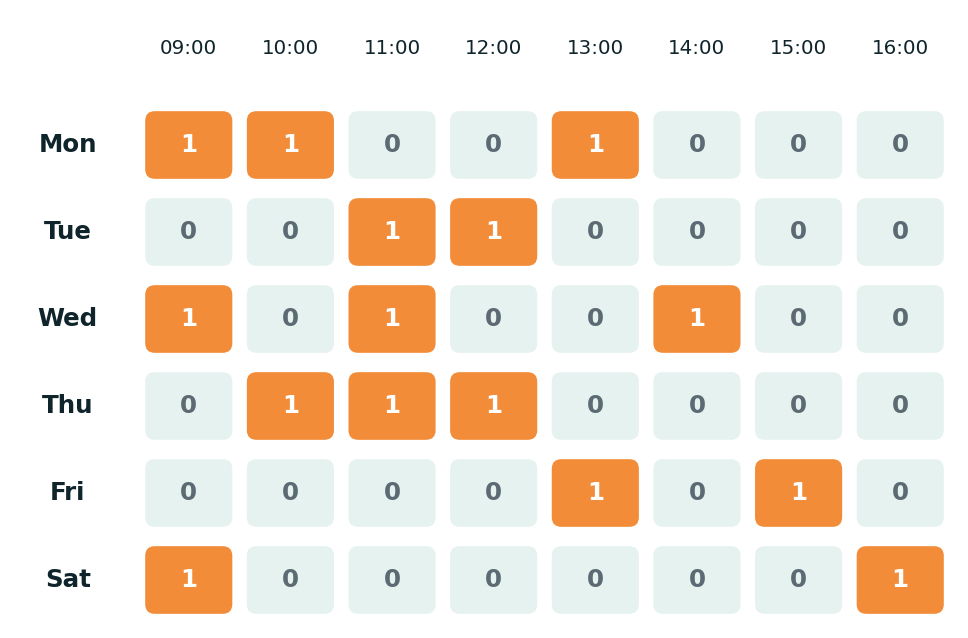 09:00 10:00 11:00 12:00 13:00 14:00 15:00 16:00
Mon 1 1 0 0 1 0 0 0
Tue 0 0 1 1 0 0 0 0
Wed 1 0 1 0 0 1 0 0
Thu 0 1 1 1 0 0 0 0
Fri 0 0 0 0 1 0 1 0
Sat 1 0 0 0 0 0 0 1